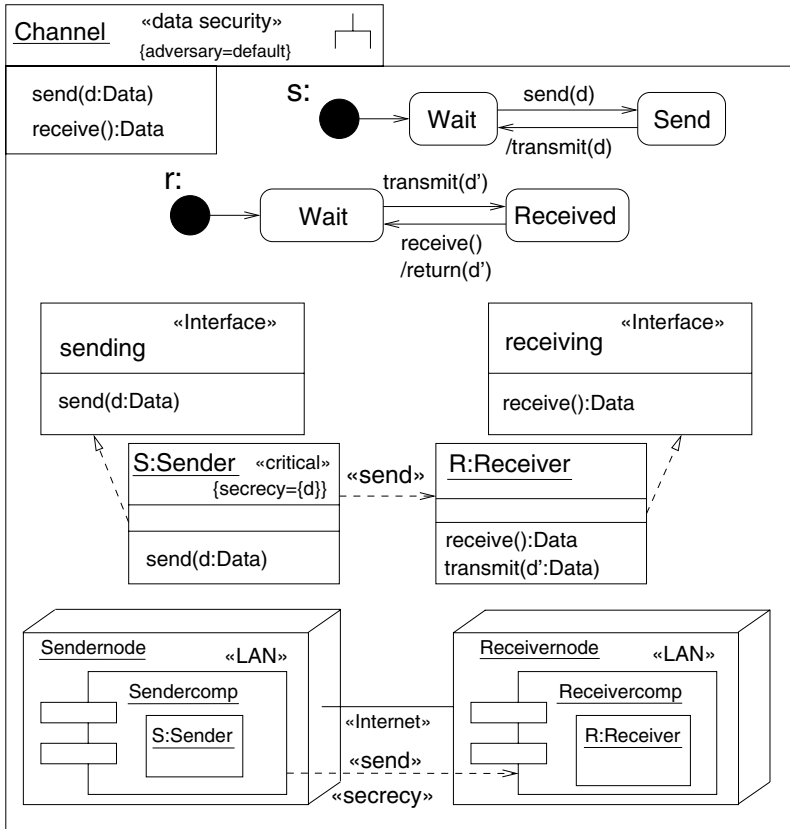 Channel «data security»
{adversary=default}
send(d:Data)
receive():Data
s:
Wait
send(d)
/transmit(d)
Send
r:
Wait
transmit(d')
receive()
/return(d')
Received
«Interface»
sending
send(d:Data)
«Interface»
receiving
receive():Data
S:Sender «critical»
{secrecy={d}}
send(d:Data)
«send»
R:Receiver
receive():Data
transmit(d':Data)
Sendernode
«LAN»
Sendercomp
S:Sender
«Internet»
«send»
«secrecy»
Receivernode
«LAN»
Receivercomp
R:Receiver